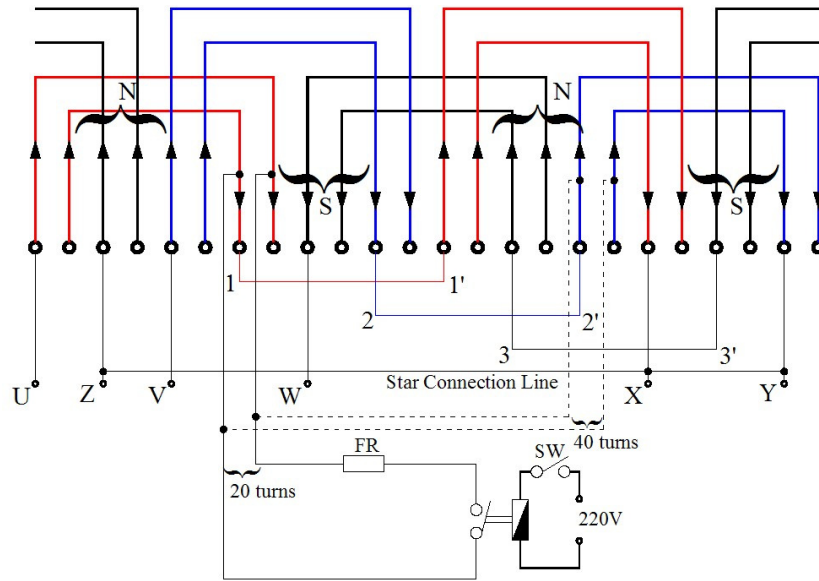 N
N
S
S
1
1'
2
2'
3
3'
Star Connection Line
U
Z
V
W
X
Y
40 turns
FR
SW
20 turns
220V